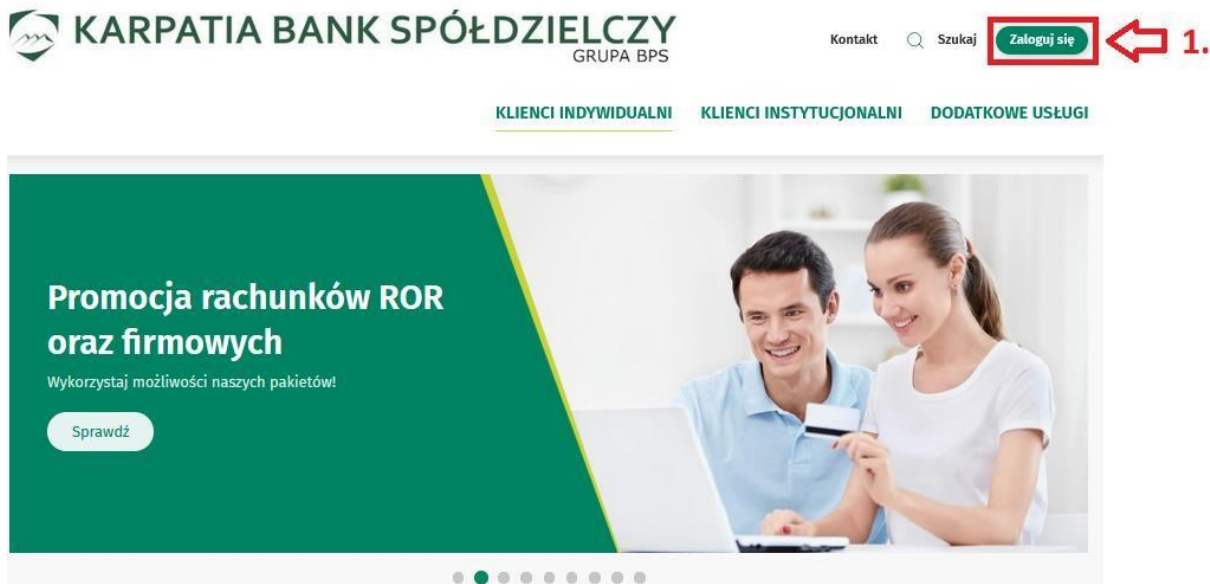 KARPATIA BANK SPÓŁDZIELCZY
GRUPA BPS
Kontakt Szukaj Zaloguj się 1.
KLIENCI INDYWIDUALNI KLIENCI INSTYTUCJONALNI DODATKOWE USŁUGI
Promocja rachunków ROR
oraz firmowych
Wykorzystaj możliwości naszych pakietów!
Sprawdź